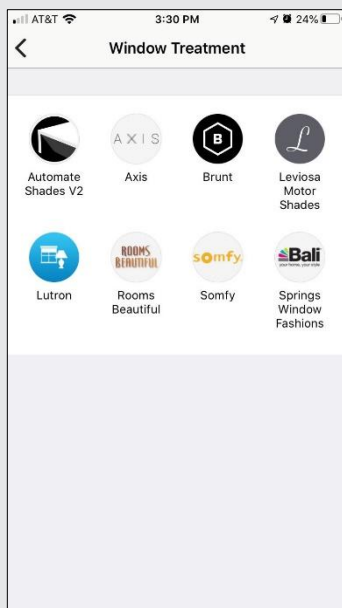 AT&T 3:30 PM 24%
Window Treatment
AXIS B L
Automate Axis Brunt Leviosa
Shades V2 Motor
Shades
ROOMS
BEAUTIFUL somfy. Bali
Lutron Rooms Somfy Springs
Beautiful Window
Fashions